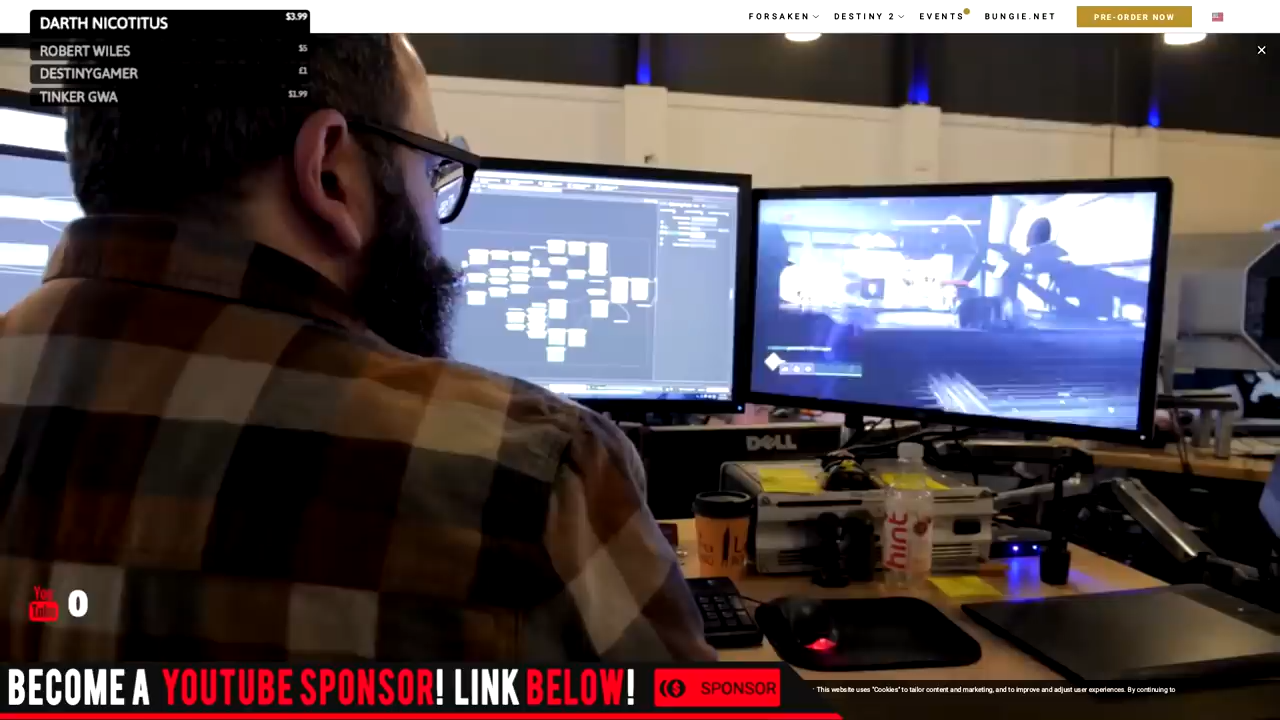 DARTH NICOTITUS $3.99
ROBERT WILES $5
DESTINYGAMER £1
TINKER GWA $1.99
FORSAKEN DESTINY 2 EVENTS BUNGIE.NET PRE-ORDER NOW
DELL
hint
You Tube 0
BECOME A YOUTUBE SPONSOR! LINK BELOW! SPONSOR
This website uses "Cookies" to tailor content and marketing, and to improve and adjust user experiences. By continuing to